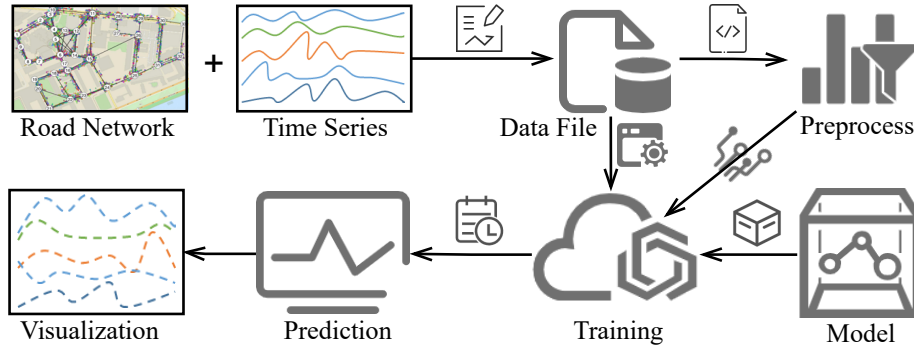 +
Road Network
Time Series
Data File
Preprocess
</>
Visualization
Prediction
Training
Model